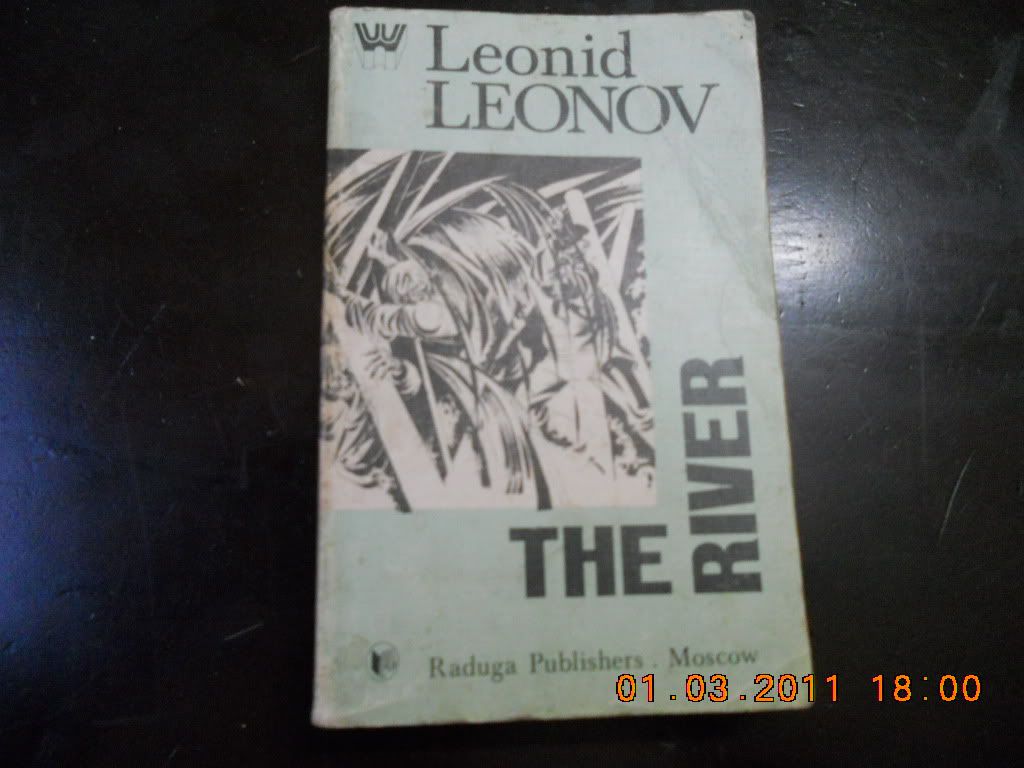 Leonid
LEONOV
THE
RIVER
Raduga Publishers . Moscow
01.03.2011 18:00